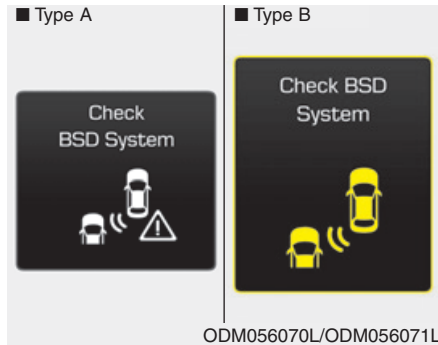 ■ Type A
■ Type B
Check
BSD System
Check BSD
System
ODM056070L/ODM056071L